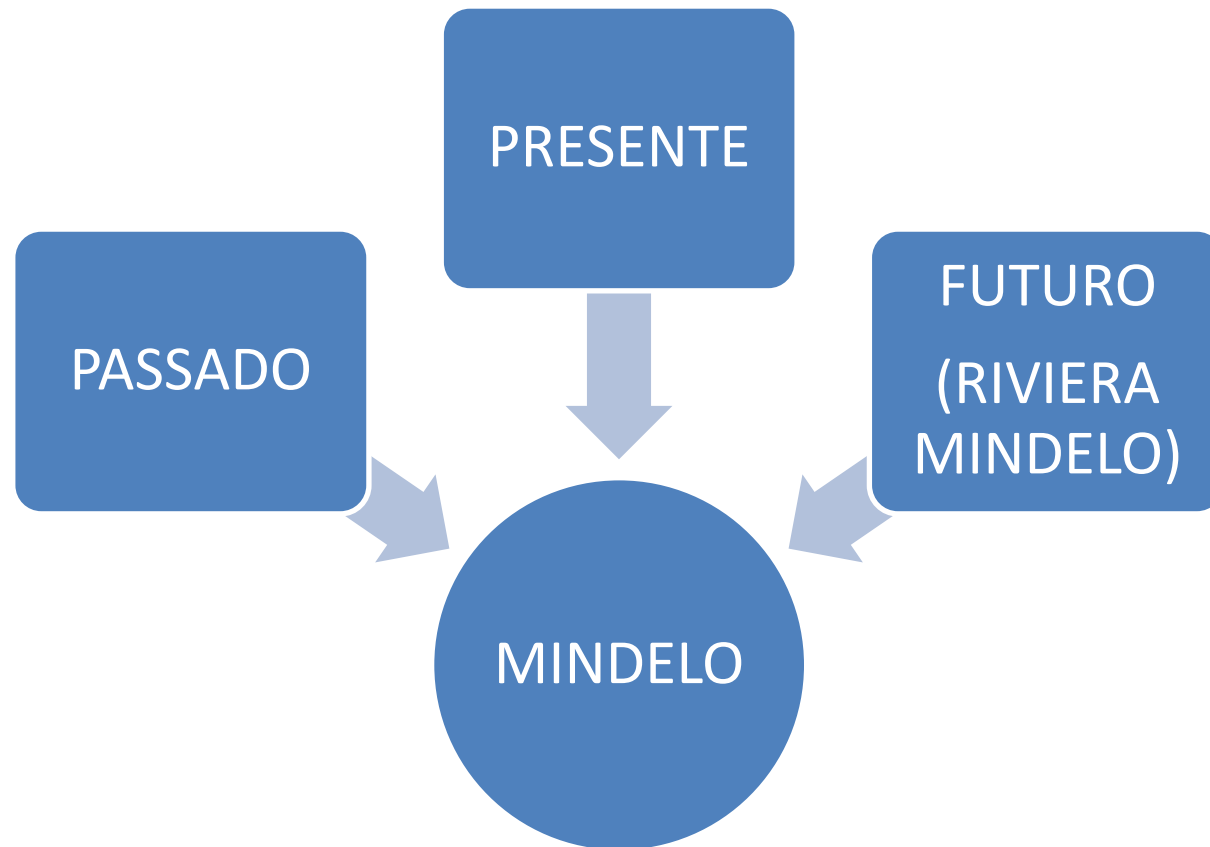 PRESENTE
PASSADO
FUTURO
(RIVIERA
MINDELO)
MINDELO